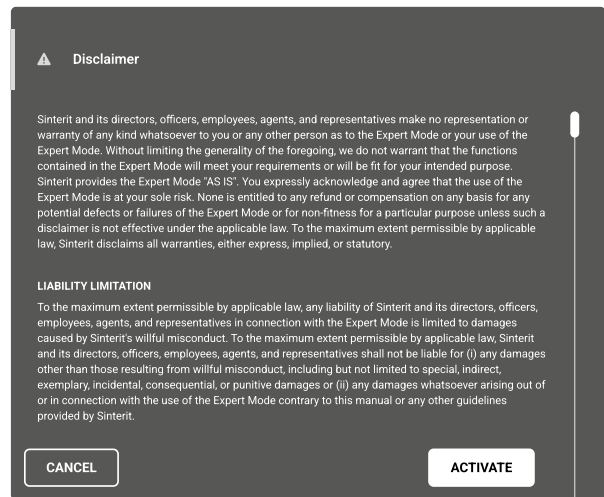 Disclaimer
Sinterit and its directors, officers, employees, agents, and representatives make no representation or
warranty of any kind whatsoever to you or any other person as to the Expert Mode or your use of the
Expert Mode. Without limiting the generality of the foregoing, we do not warrant that the functions
contained in the Expert Mode will meet your requirements or will be fit for your intended purpose.
Sinterit provides the Expert Mode "AS IS". You expressly acknowledge and agree that the use of the
Expert Mode is at your sole risk. None is entitled to any refund or compensation on any basis for any
potential defects or failures of the Expert Mode or for non-fitness for a particular purpose unless such a
disclaimer is not effective under the applicable law. To the maximum extent permissible by applicable
law, Sinterit disclaims all warranties, either express, implied, or statutory.
LIABILITY LIMITATION
To the maximum extent permissible by applicable law, any liability of Sinterit and its directors, officers,
employees, agents, and representatives in connection with the Expert Mode is limited to damages
caused by Sinterit's willful misconduct. To the maximum extent permissible by applicable law, Sinterit
and its directors, officers, employees, agents, and representatives shall not be liable for (i) any damages
other than those resulting from willful misconduct, including but not limited to special, indirect,
exemplary, incidental, consequential, or punitive damages or (ii) any damages whatsoever arising out of
or in connection with the use of the Expert Mode contrary to this manual or any other guidelines
provided by Sinterit.
CANCEL
ACTIVATE